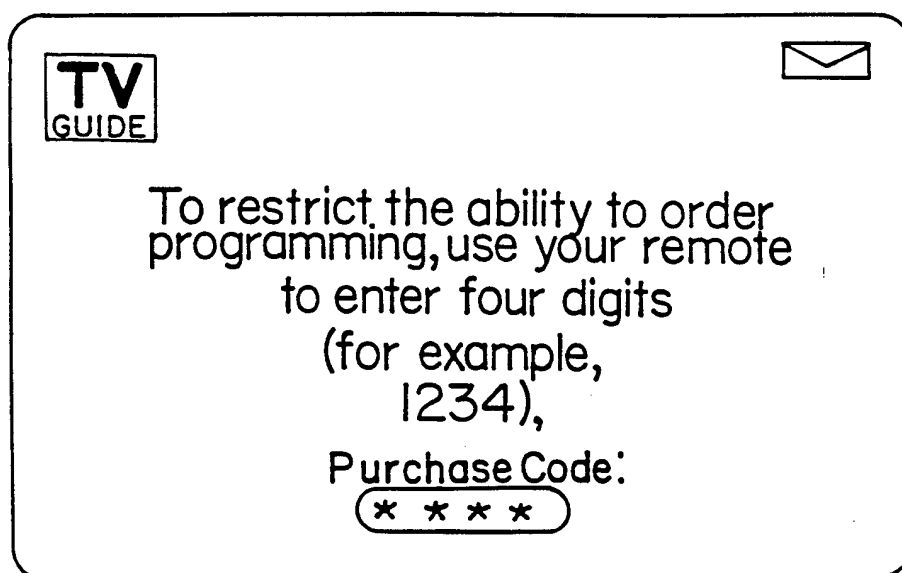 TV
GUIDE
To restrict the ability to order
programming, use your remote
to enter four digits
(for example,
1234),
Purchase Code:
* * * *